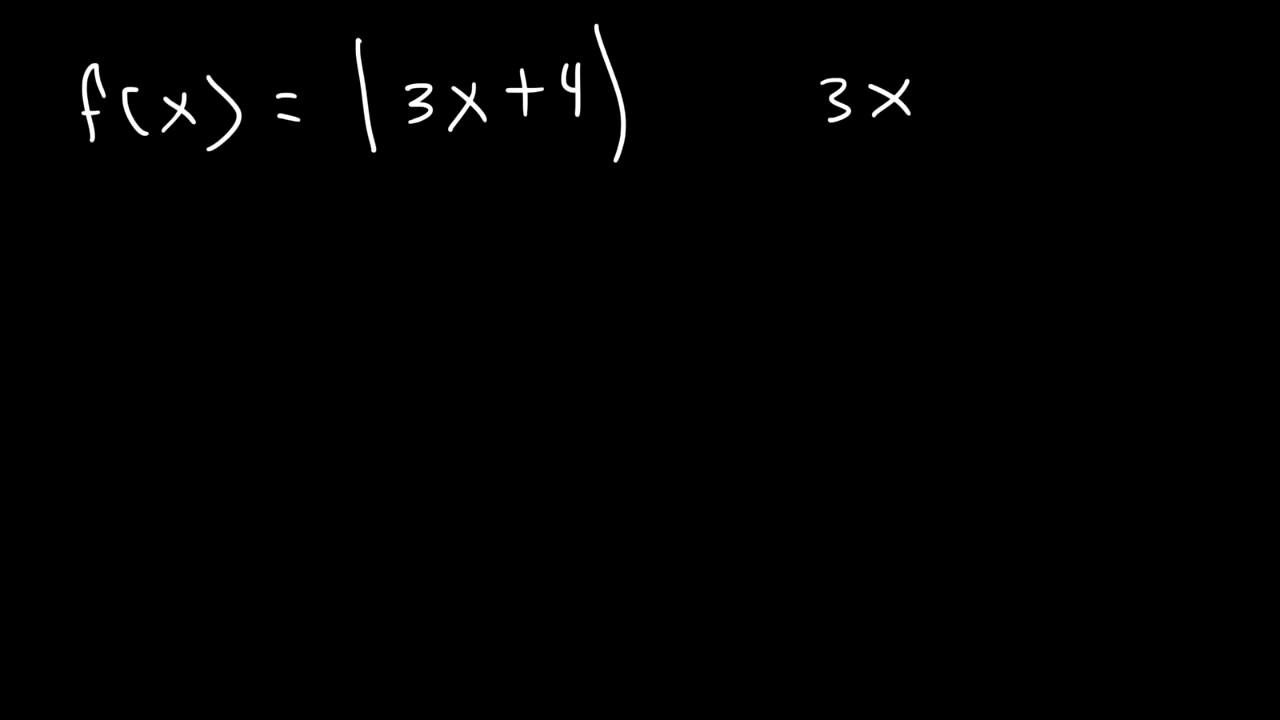 f(x) = |3x+4| 3x